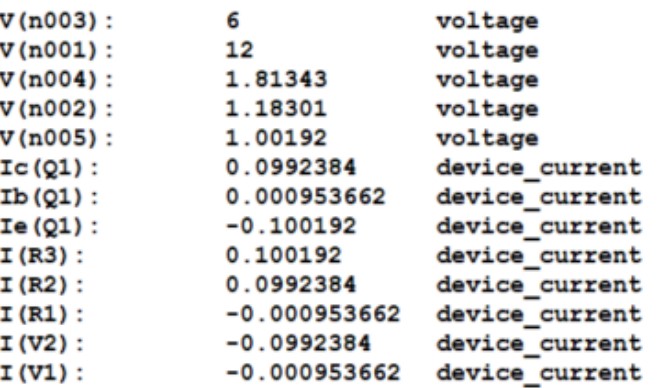 V(n003): 6 voltage
V(n001): 12 voltage
V(n004): 1.81343 voltage
V(n002): 1.18301 voltage
V(n005): 1.00192 voltage
Ic(Q1): 0.0992384 device_current
Ib(Q1): 0.000953662 device_current
Ie(Q1): -0.100192 device_current
I(R3): 0.100192 device_current
I(R2): 0.0992384 device_current
I(R1): -0.000953662 device_current
I(V2): -0.0992384 device_current
I(V1): -0.000953662 device_current